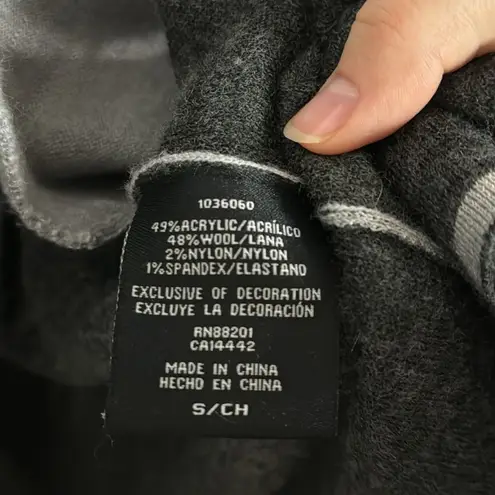 1036060
49%ACRYLIC/ACRÍLICO
48%WOOL/LANA
2%NYLON/NYLON
1%SPANDEX/ELASTAND
EXCLUSIVE OF DECORATION
EXCLUYE LA DECORACIÓN
RN88201
CA14442
MADE IN CHINA
HECHO EN CHINA
S/CH